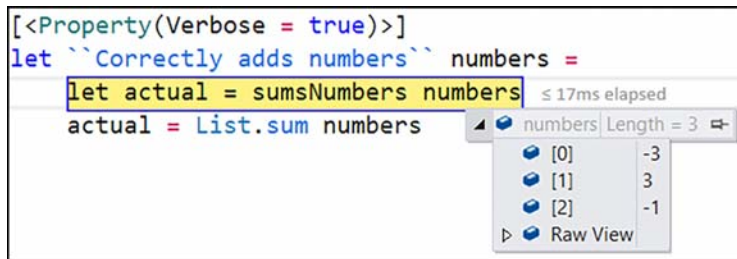 [<Property(Verbose = true)>]
let ``Correctly adds numbers`` numbers =
let actual = sumsNumbers numbers ≤ 17ms elapsed
actual = List.sum numbers
numbers Length = 3
[0] -3
[1] 3
[2] -1
Raw View